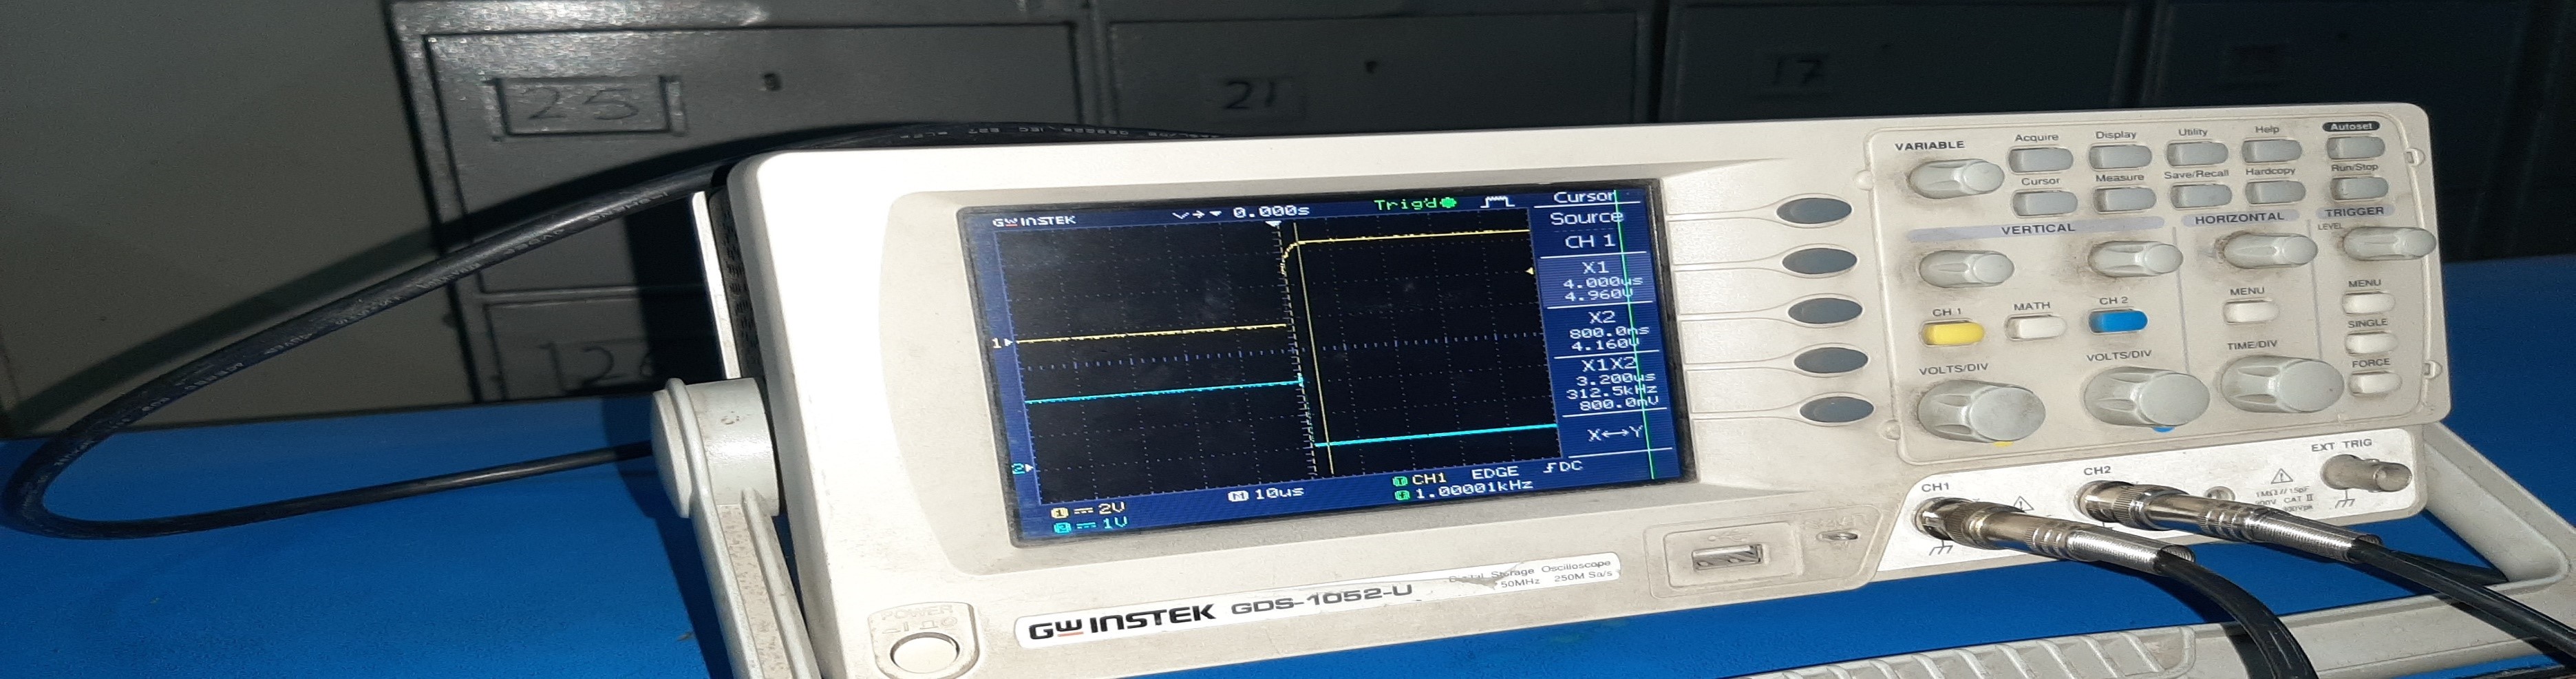 25
21
17
12
GW INSTEK
0.000s
Trig'd
Cursor
Source
CH 1
X1
4.000us
4.960V
X2
800.0ns
4.160V
X1X2
3.200us
312.5kHz
800.0mV
X↔Y
1
2
1 2V
2 1V
M 10us
T CH1 EDGE DC
f 1.00001kHz
VARIABLE
Acquire Display Utility Help Autoset
Cursor Measure Save/Recall Hardcopy Run/Stop
VERTICAL HORIZONTAL TRIGGER
LEVEL
CH 1 MATH CH 2 MENU MENU
SINGLE
VOLTS/DIV VOLTS/DIV TIME/DIV FORCE
CH1 CH2 EXT TRIG
GW INSTEK GDS-1052-U
Digital Storage Oscilloscope
50MHz 250M Sa/s
POWER